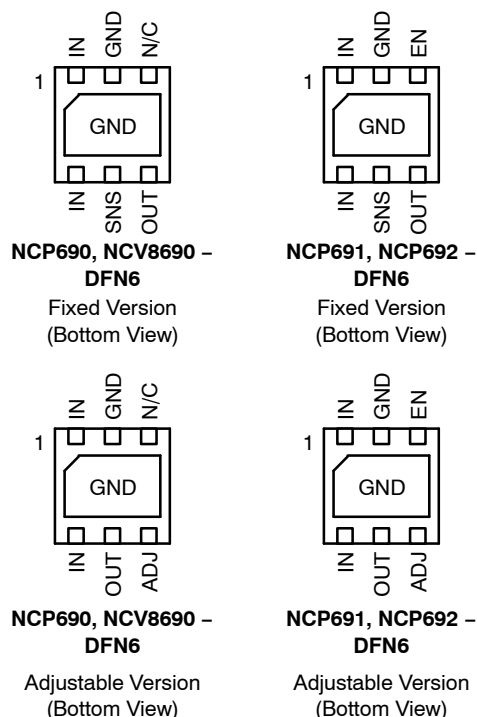 IN GND N/C
1
GND
IN SNS OUT
NCP690, NCV8690 –
DFN6
Fixed Version
(Bottom View)
IN GND EN
1
GND
IN SNS OUT
NCP691, NCP692 –
DFN6
Fixed Version
(Bottom View)
IN GND N/C
1
GND
IN OUT ADJ
NCP690, NCV8690 –
DFN6
Adjustable Version
(Bottom View)
IN GND EN
1
GND
IN OUT ADJ
NCP691, NCP692 –
DFN6
Adjustable Version
(Bottom View)